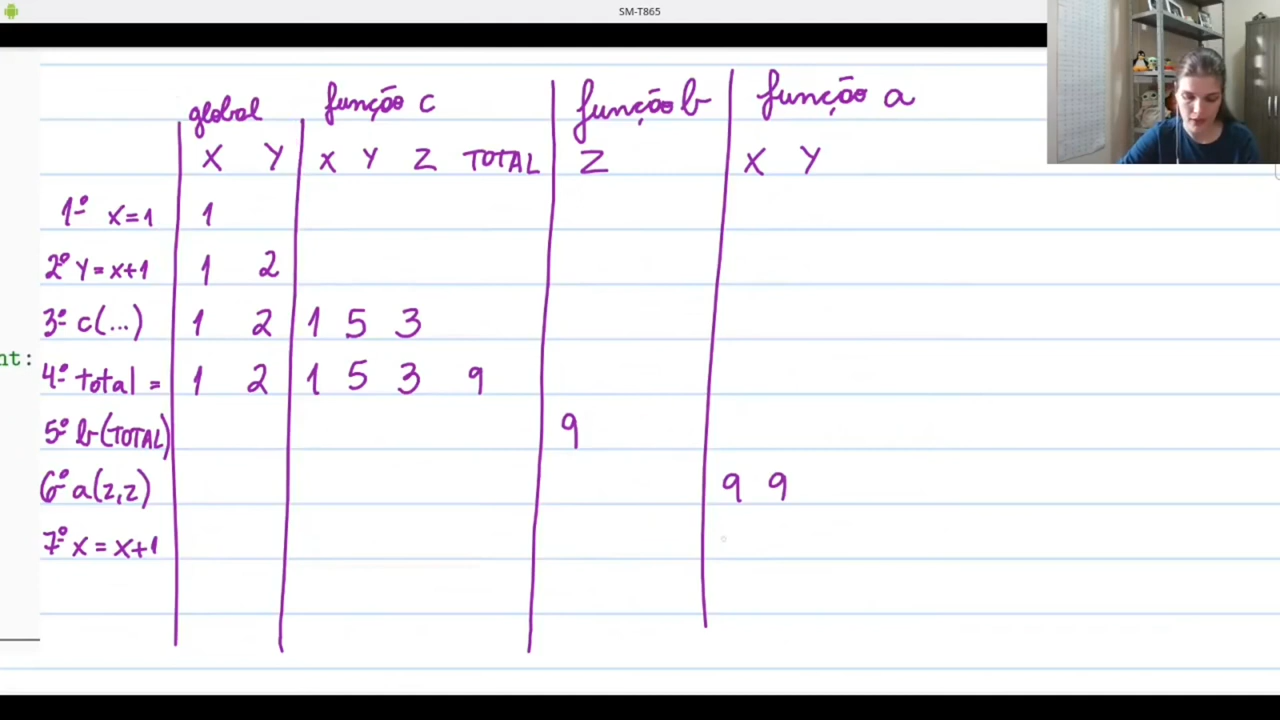 SM-T865
global função c função b função a
X Y X Y Z TOTAL Z X Y
1º X=1 1
2º Y=X+1 1 2
3º c(...) 1 2 1 5 3
nt:
4º total = 1 2 1 5 3 9
5º b(TOTAL) 9
6º a(z,z) 9 9
7º X=X+1